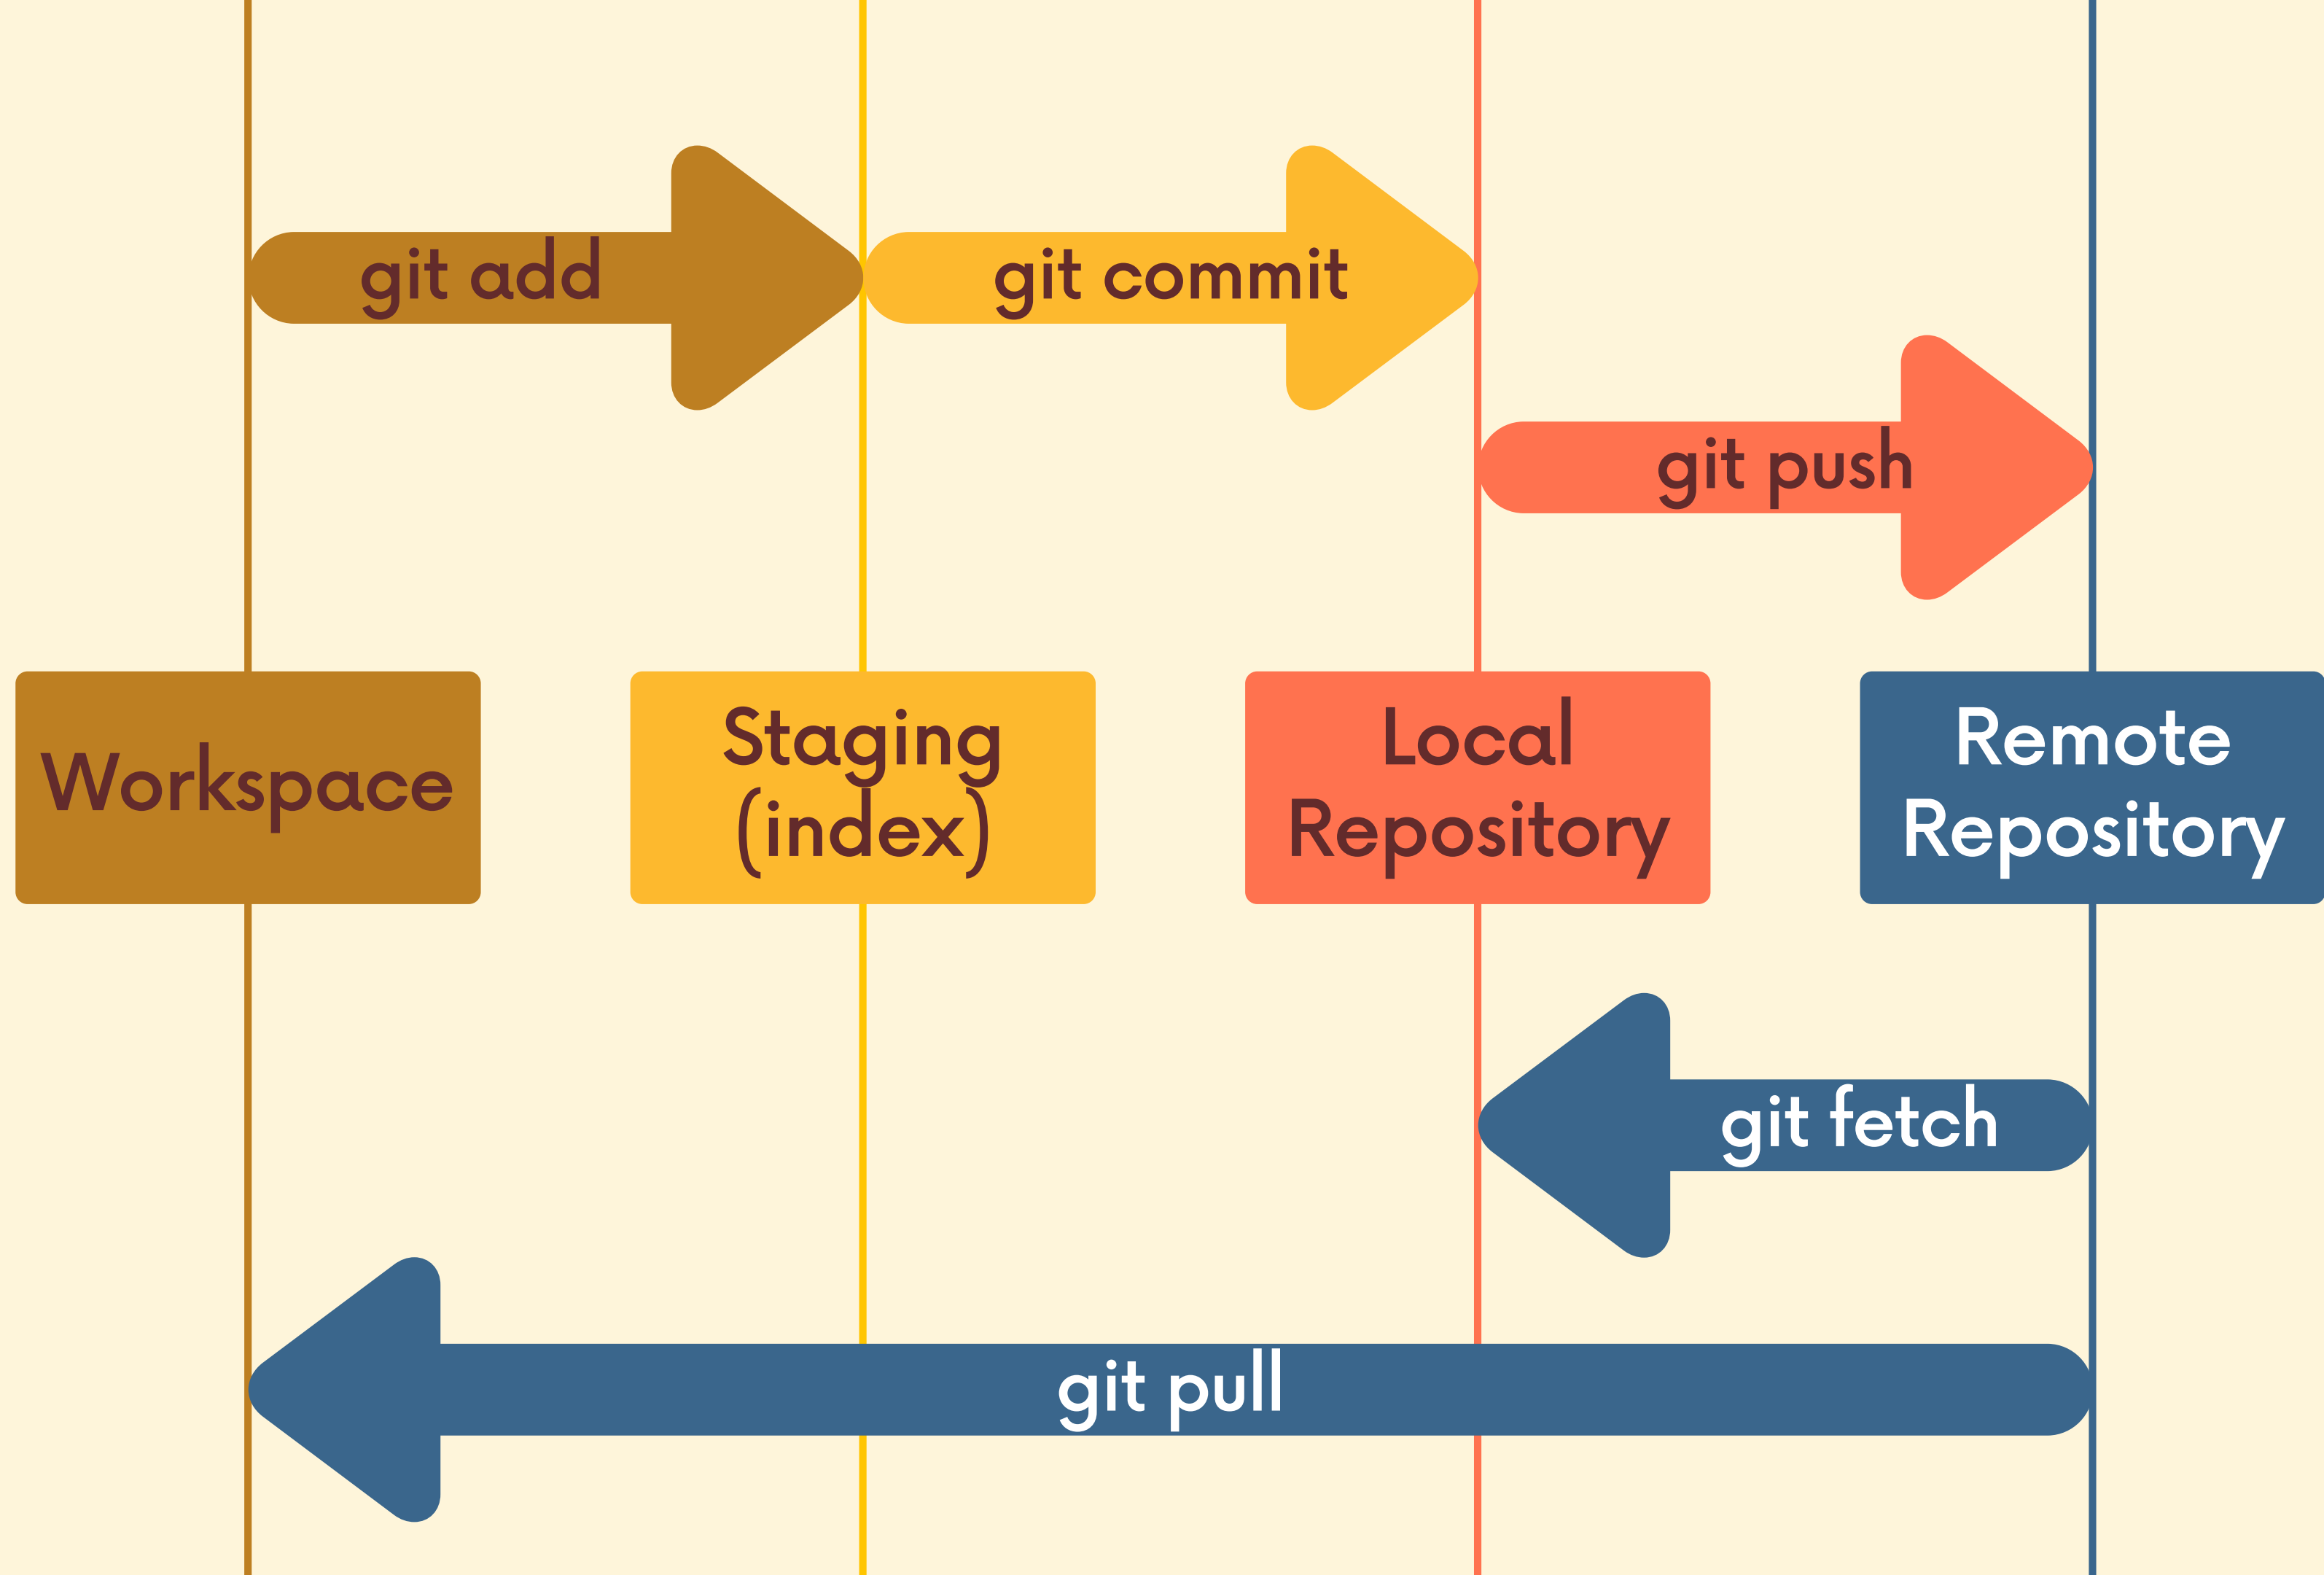 git add
git commit
git push
Workspace
Staging
(index)
Local
Repository
Remote
Repository
git fetch
git pull